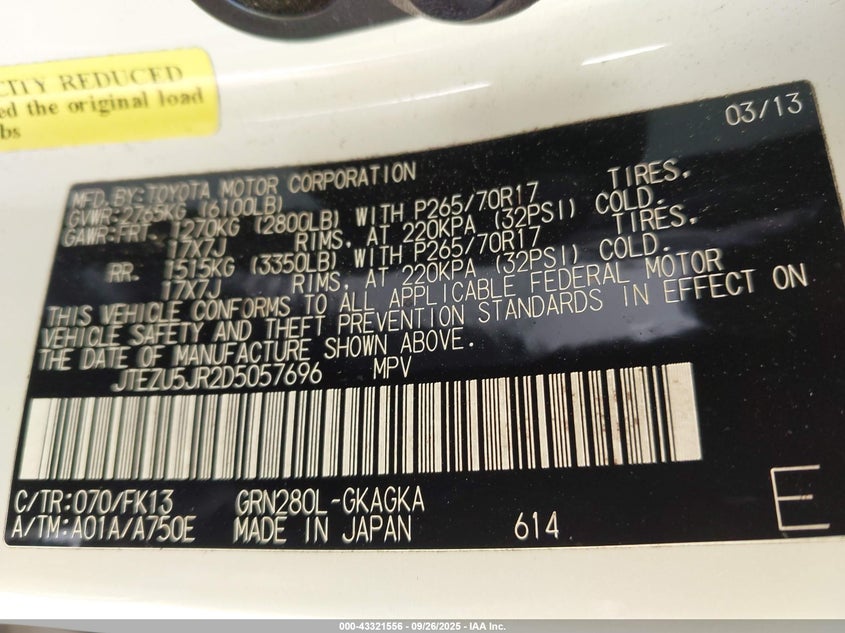 CITY REDUCED
ed the original load
bs
03/13
MFD.BY:TOYOTA MOTOR CORPORATION
GVWR:2765KG (6100LB)
GAWR:FRT. 1270KG (2800LB) WITH P265/70R17 TIRES,
17X7J RIMS, AT 220KPA (32PSI) COLD.
RR. 1515KG (3350LB) WITH P265/70R17 TIRES,
17X7J RIMS, AT 220KPA (32PSI) COLD.
THIS VEHICLE CONFORMS TO ALL APPLICABLE FEDERAL MOTOR
VEHICLE SAFETY AND THEFT PREVENTION STANDARDS IN EFFECT ON
THE DATE OF MANUFACTURE SHOWN ABOVE.
JTEZU5JR2D5057696 MPV
C/TR:070/FK13 GRN280L-GKAGKA
A/TM:A01A/A750E MADE IN JAPAN 614
E
000-43321556 - 09/26/2025 - IAA Inc.